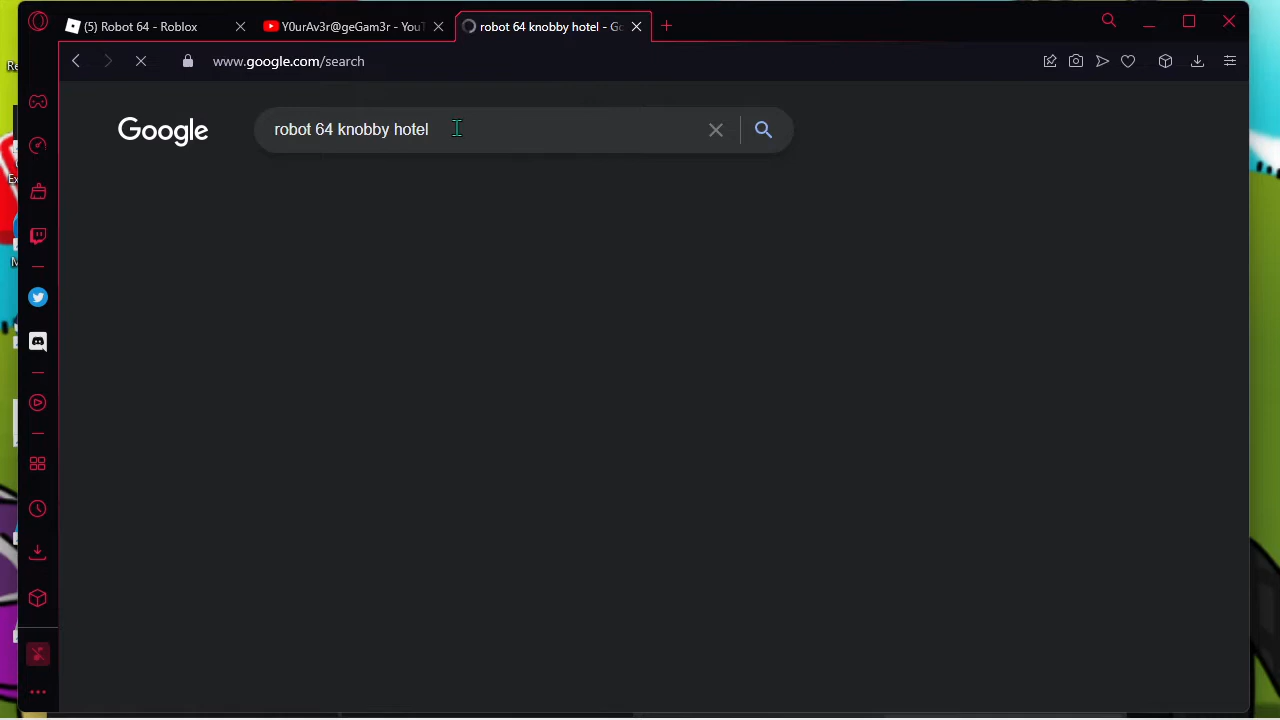 (5) Robot 64 - Roblox
Y0urAv3r@geGam3r - YouT
robot 64 knobby hotel - Go
www.google.com/search
Google
robot 64 knobby hotel